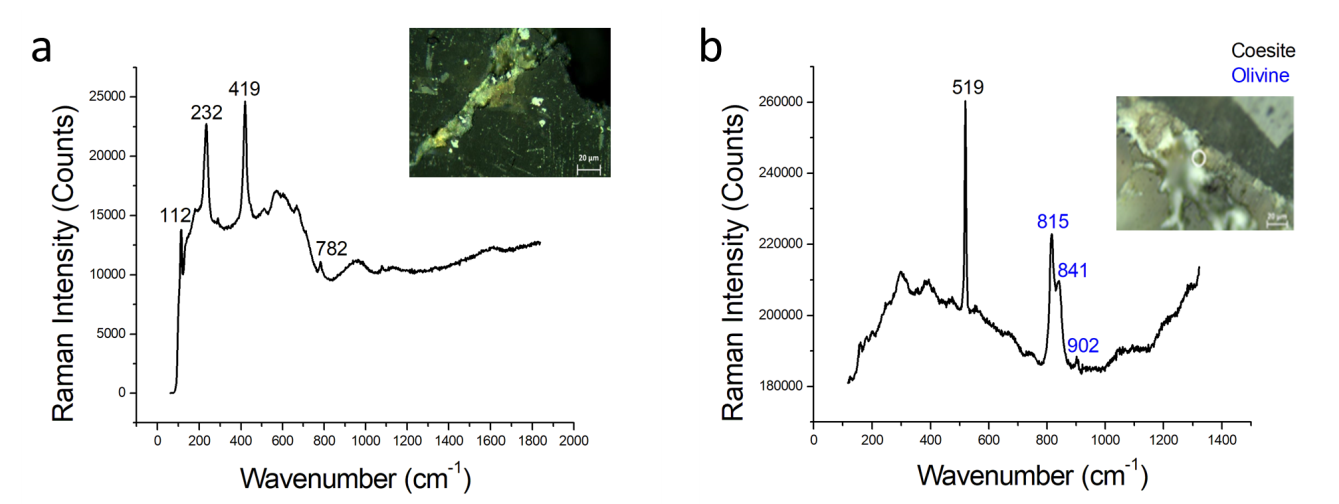 a
Raman Intensity (Counts)
25000
20000
15000
10000
5000
0
112
232
419
782
20 µm
0 200 400 600 800 1000 1200 1400 1600 1800 2000
Wavenumber (cm-1)
b
Coesite
Olivine
Raman Intensity (Counts)
260000
240000
220000
200000
180000
519
815
841
902
20 µm
0 200 400 600 800 1000 1200 1400
Wavenumber (cm-1)